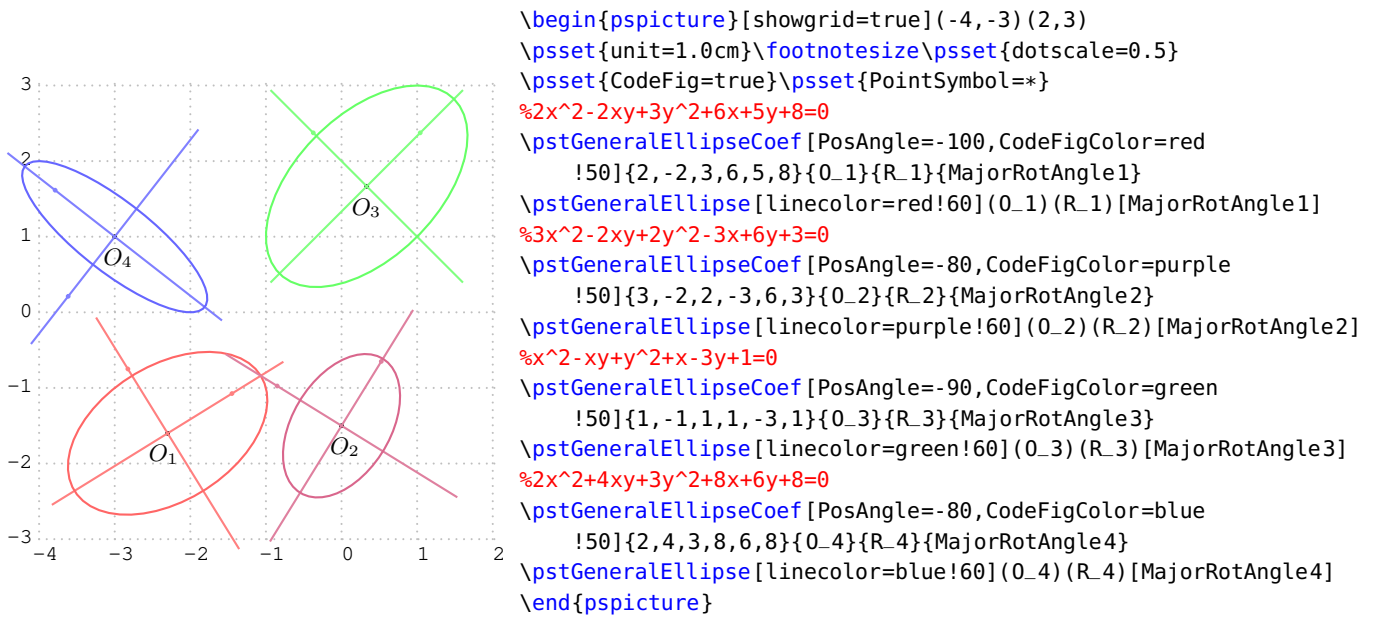 3
2
1
0
−1
−2
−3
−4
−3
−2
−1
0
1
2
O4
O3
O1
O2
\begin{pspicture}[showgrid=true](-4,-3)(2,3)
\psset{unit=1.0cm}\footnotesize\psset{dotscale=0.5}
\psset{CodeFig=true}\psset{PointSymbol=*}
%2x^2-2xy+3y^2+6x+5y+8=0
\pstGeneralEllipseCoef[PosAngle=-100,CodeFigColor=red
!50]{2,-2,3,6,5,8}{O_1}{R_1}{MajorRotAngle1}
\pstGeneralEllipse[linecolor=red!60](O_1)(R_1)[MajorRotAngle1]
%3x^2-2xy+2y^2-3x+6y+3=0
\pstGeneralEllipseCoef[PosAngle=-80,CodeFigColor=purple
!50]{3,-2,2,-3,6,3}{O_2}{R_2}{MajorRotAngle2}
\pstGeneralEllipse[linecolor=purple!60](O_2)(R_2)[MajorRotAngle2]
%x^2-xy+y^2+x-3y+1=0
\pstGeneralEllipseCoef[PosAngle=-90,CodeFigColor=green
!50]{1,-1,1,1,-3,1}{O_3}{R_3}{MajorRotAngle3}
\pstGeneralEllipse[linecolor=green!60](O_3)(R_3)[MajorRotAngle3]
%2x^2+4xy+3y^2+8x+6y+8=0
\pstGeneralEllipseCoef[PosAngle=-80,CodeFigColor=blue
!50]{2,4,3,8,6,8}{O_4}{R_4}{MajorRotAngle4}
\pstGeneralEllipse[linecolor=blue!60](O_4)(R_4)[MajorRotAngle4]
\end{pspicture}